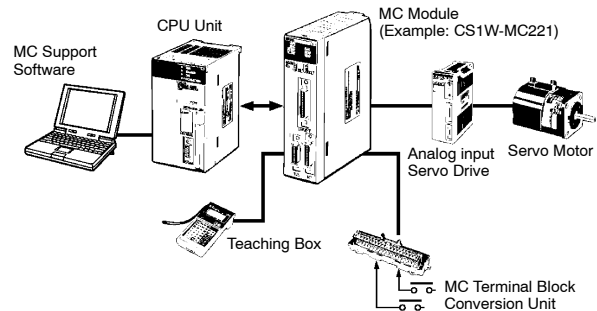 MC Support
Software
CPU Unit
MC Module
(Example: CS1W-MC221)
Analog input
Servo Drive
Servo Motor
Teaching Box
MC Terminal Block
Conversion Unit